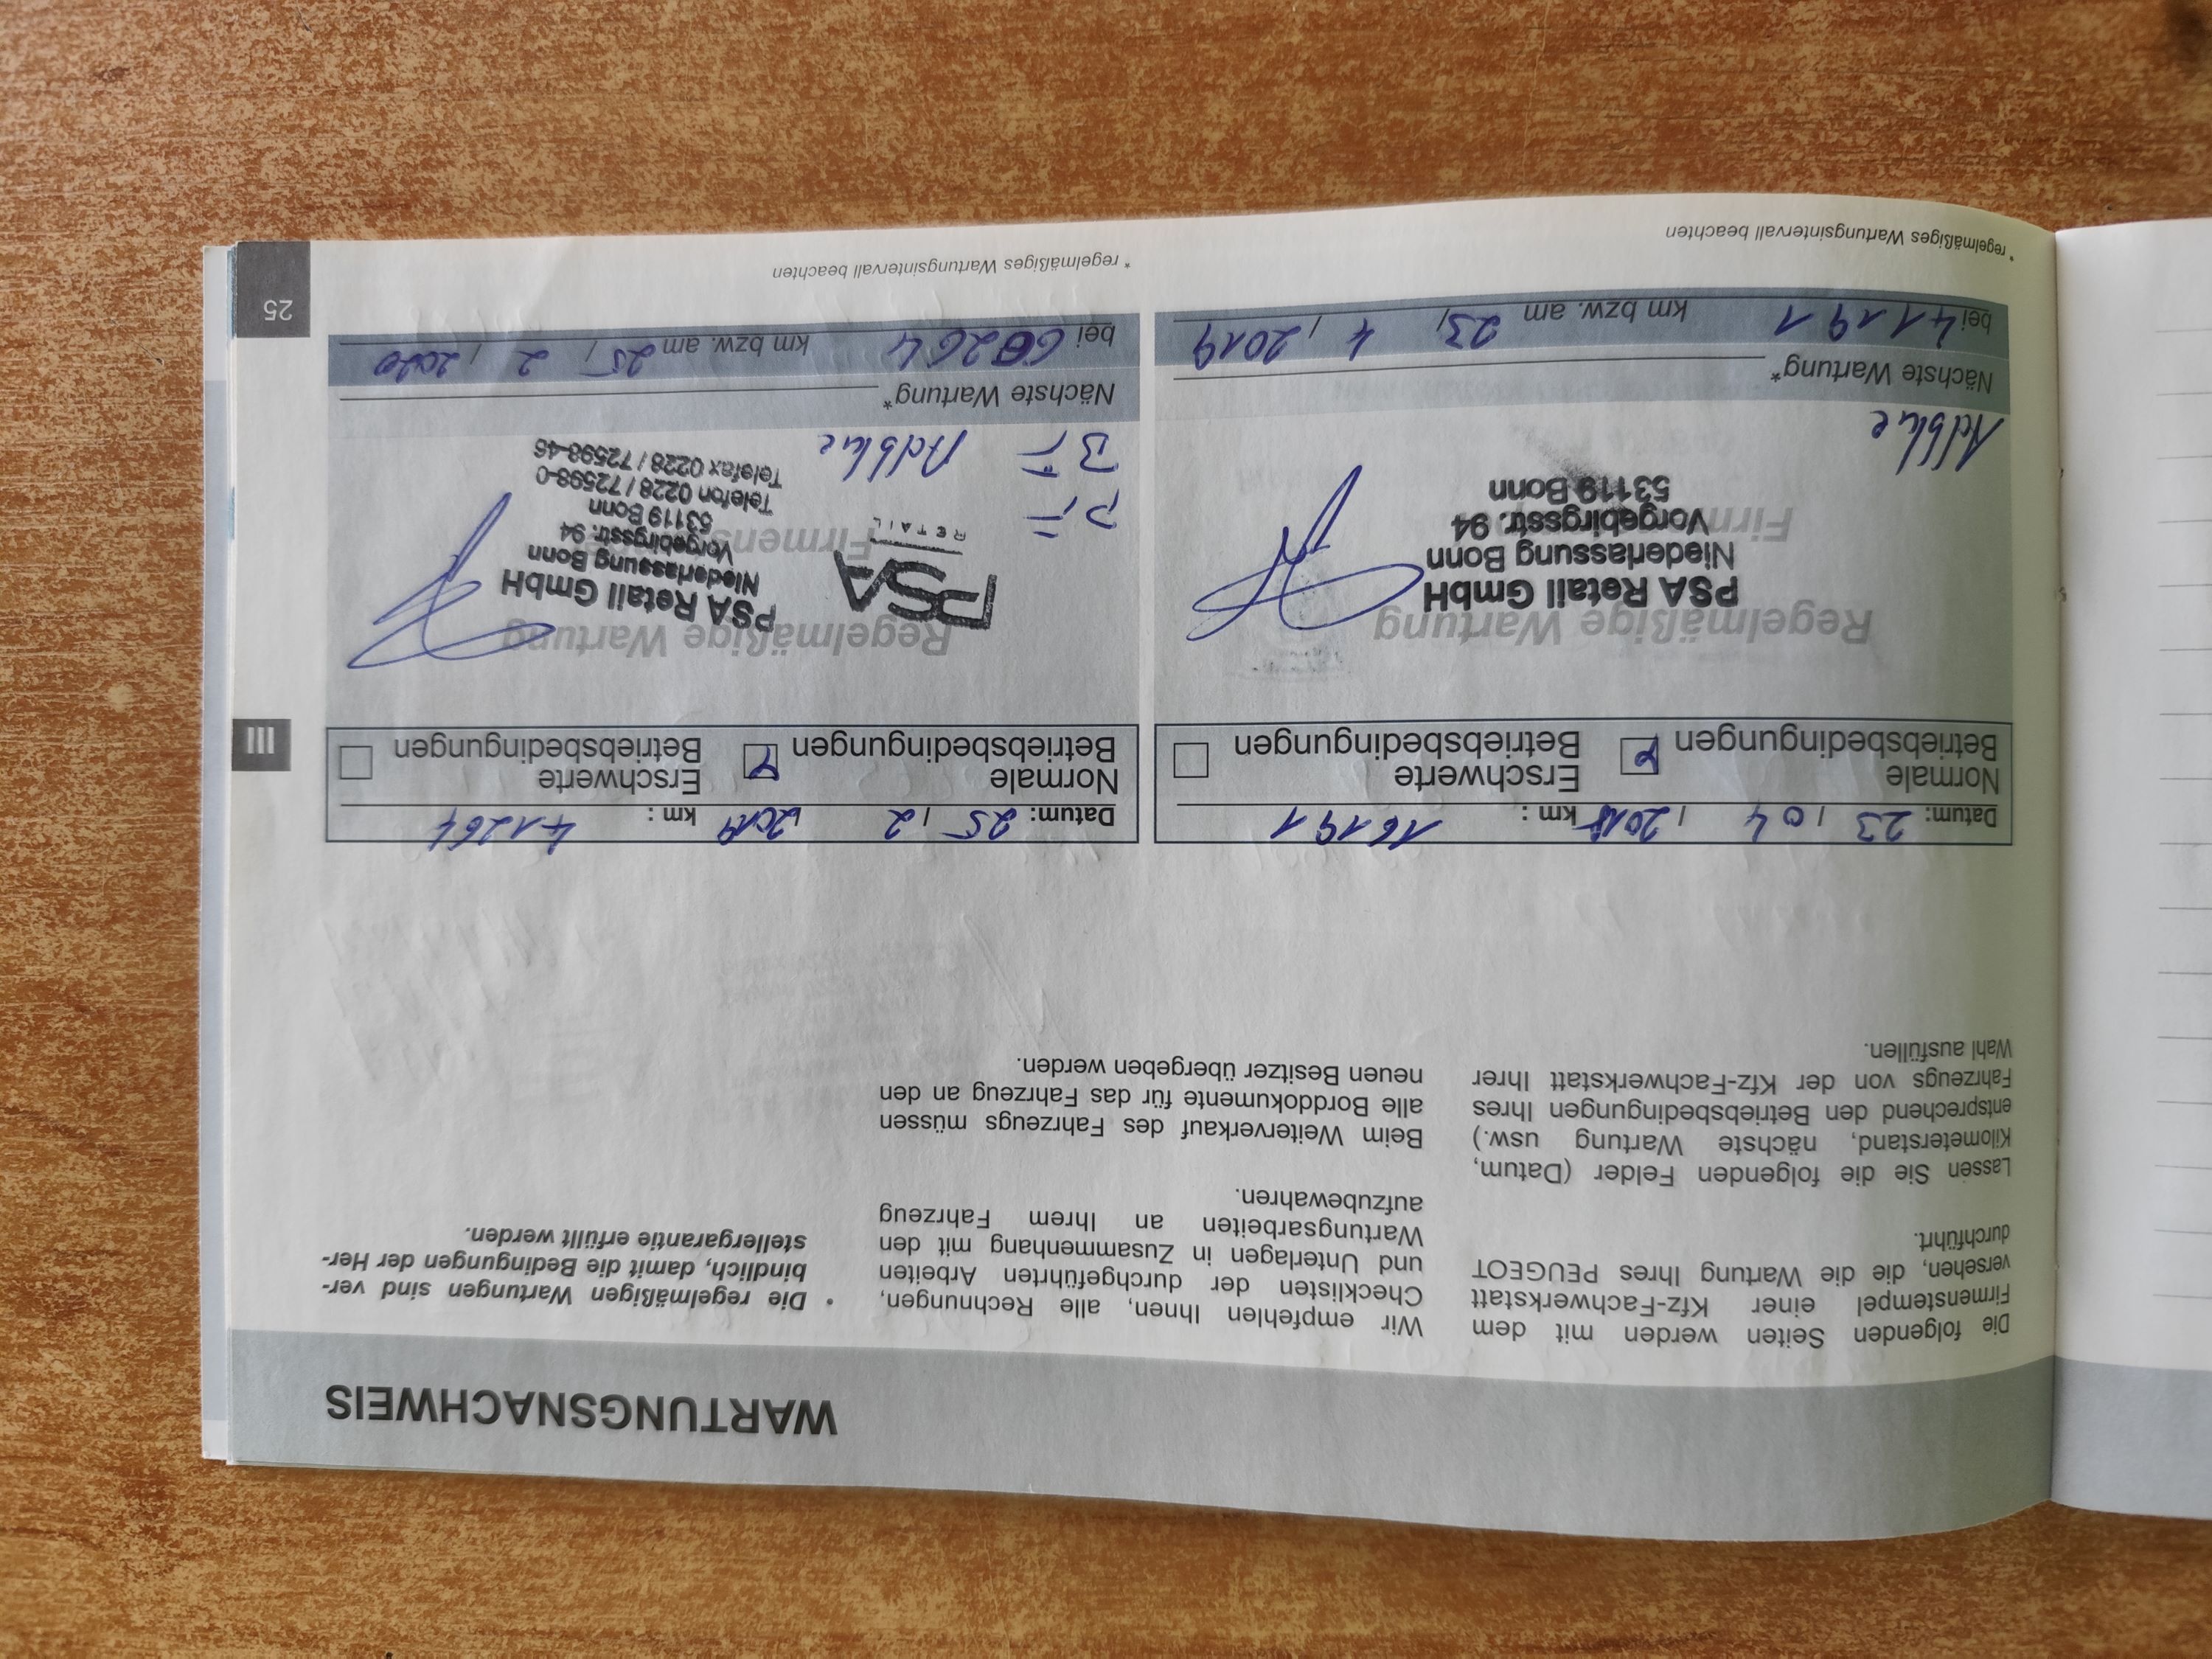 WARTUNGSNACHWEIS
Die folgenden Seiten werden mit dem
Firmenstempel einer Kfz-Fachwerkstatt
versehen, die die Wartung Ihres PEUGEOT
durchführt.
Lassen Sie die folgenden Felder (Datum,
Kilometerstand, nächste Wartung usw.)
entsprechend den Betriebsbedingungen Ihres
Fahrzeugs von der Kfz-Fachwerkstatt Ihrer
Wahl ausfüllen.
Wir empfehlen Ihnen, alle Rechnungen,
Checklisten der durchgeführten Arbeiten
und Unterlagen in Zusammenhang mit den
Wartungsarbeiten an Ihrem Fahrzeug
aufzubewahren.
Beim Weiterverkauf des Fahrzeugs müssen
alle Borddokumente für das Fahrzeug an den
neuen Besitzer übergeben werden.
• Die regelmäßigen Wartungen sind ver-
bindlich, damit die Bedingungen der Her-
stellergarantie erfüllt werden.
Datum: 23 / 04 / 2018 km : 16191
Normale Betriebsbedingungen
Erschwerte Betriebsbedingungen
Regelmäßige Wartung
PSA Retail GmbH
Niederlassung Bonn
Vorgebirgsstr. 94
53119 Bonn
Adblue
Nächste Wartung*
bei 41191 km bzw. am 23 / 4 / 2019
* regelmäßiges Wartungsintervall beachten
Datum: 25 / 2 / 2019 km : 41264
Normale Betriebsbedingungen
Erschwerte Betriebsbedingungen
Regelmäßige Wartung
PSA
RETAIL
PSA Retail GmbH
Niederlassung Bonn
Vorgebirgsstr. 94
53119 Bonn
Telefon 0228 / 72598-0
Telefax 0228 / 72598-46
PF
BF Adblue
Nächste Wartung*
bei 66264 km bzw. am 25 / 2 / 2020
* regelmäßiges Wartungsintervall beachten
III
25